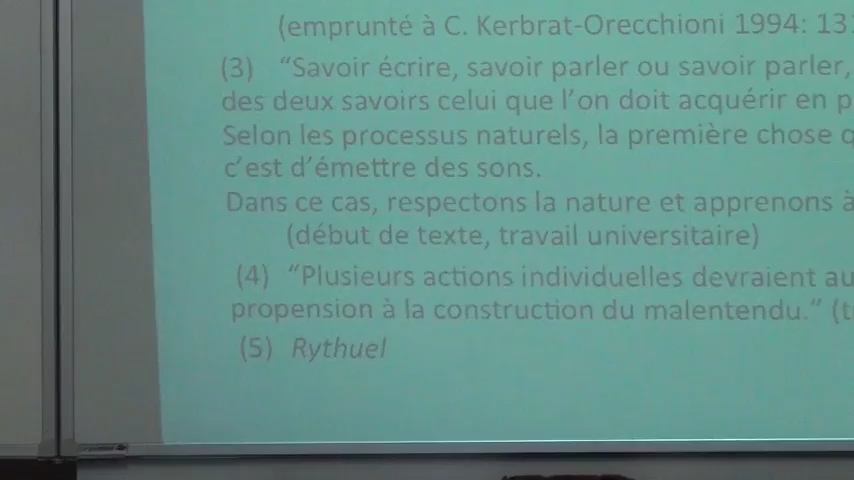 (emprunté à C. Kerbrat-Orecchioni 1994: 13
(3) “Savoir écrire, savoir parler ou savoir parler,
des deux savoirs celui que l’on doit acquérir en p
Selon les processus naturels, la première chose q
c’est d’émettre des sons.
Dans ce cas, respectons la nature et apprenons à
(début de texte, travail universitaire)
(4) “Plusieurs actions individuelles devraient au
propension à la construction du malentendu.“ (t
(5) Rythuel